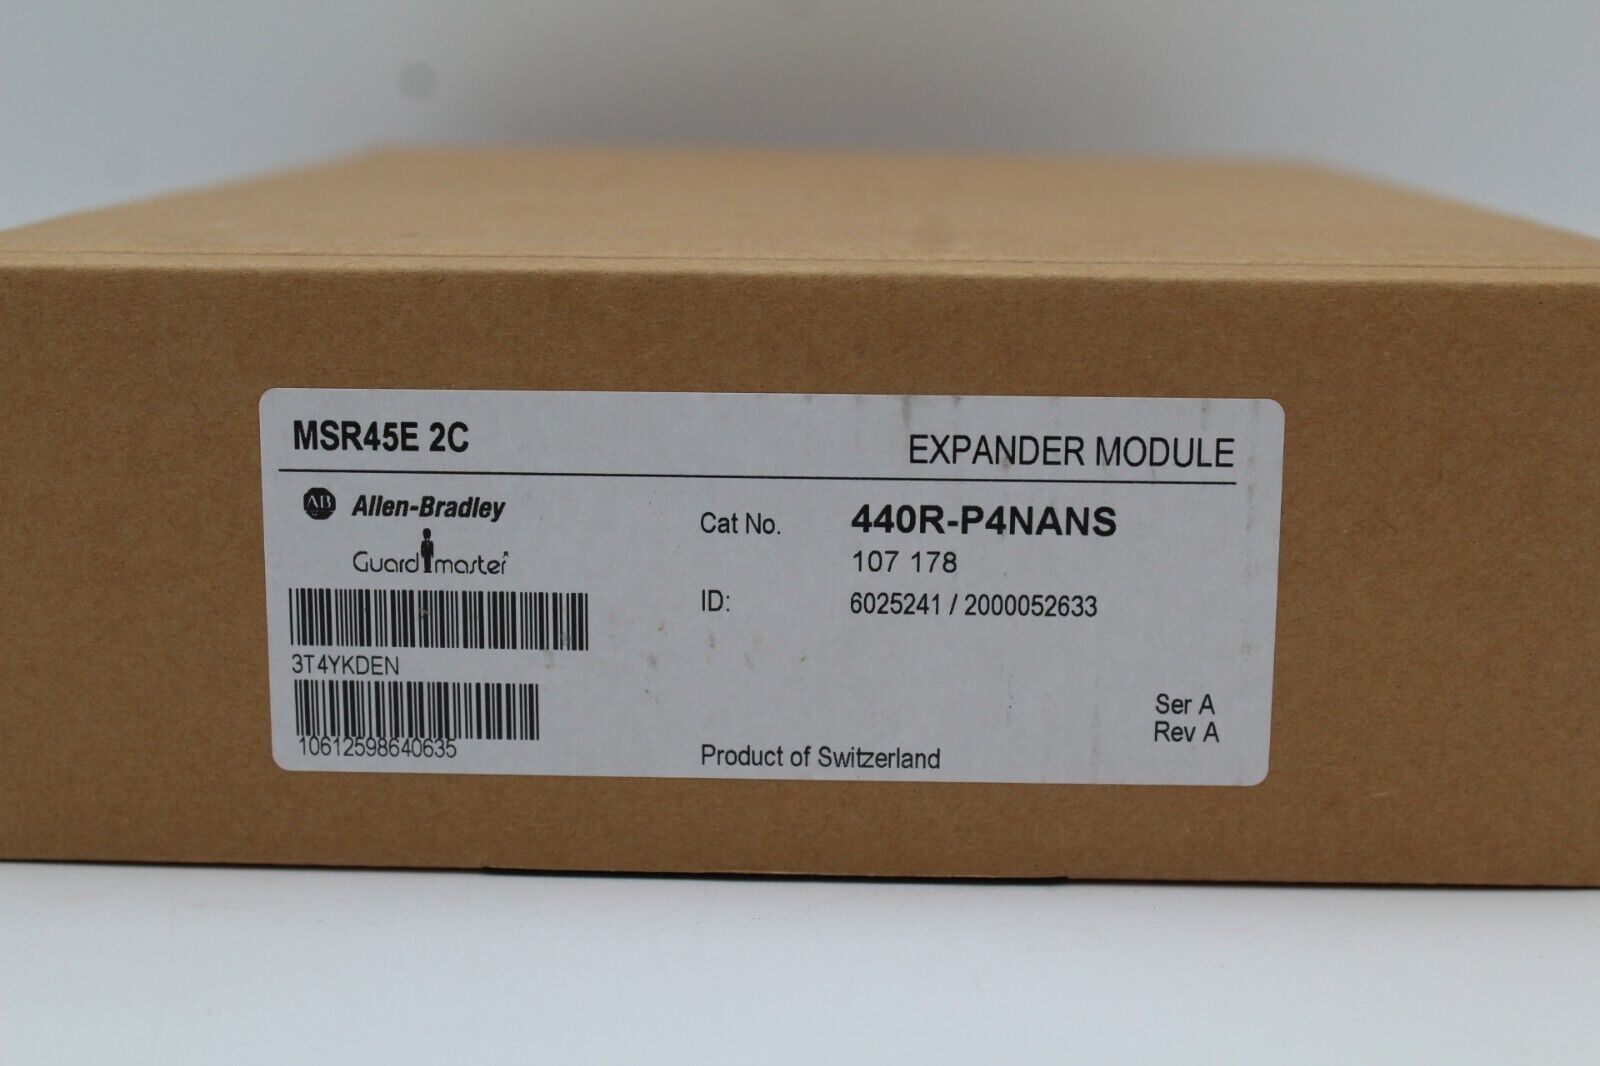 MSR45E 2C
EXPANDER MODULE
AB Allen-Bradley
Guardmaster
Cat No. 440R-P4NANS
107 178
ID: 6025241 / 2000052633
3T4YKDEN
10612598640635
Product of Switzerland
Ser A
Rev A